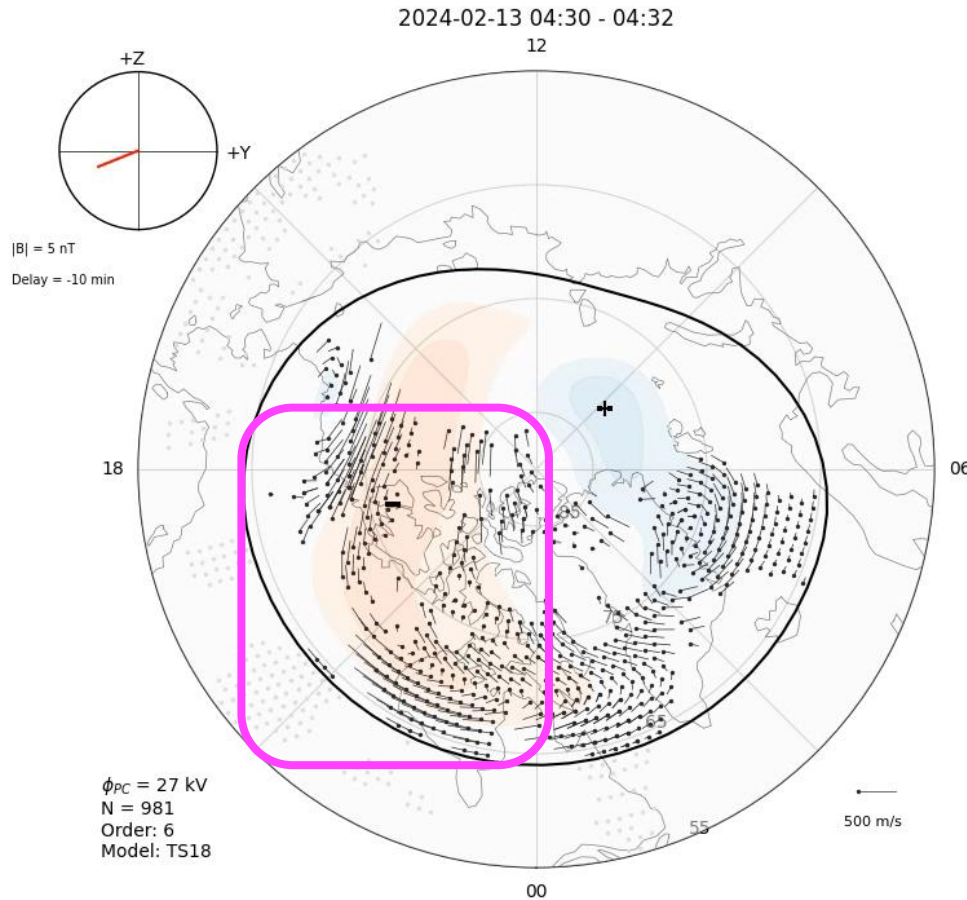 2024-02-13 04:30 - 04:32
12
+Z
+Y
|B| = 5 nT
Delay = -10 min
18
06
+
-
85
65
55
ϕPC = 27 kV
N = 981
Order: 6
Model: TS18
500 m/s
00